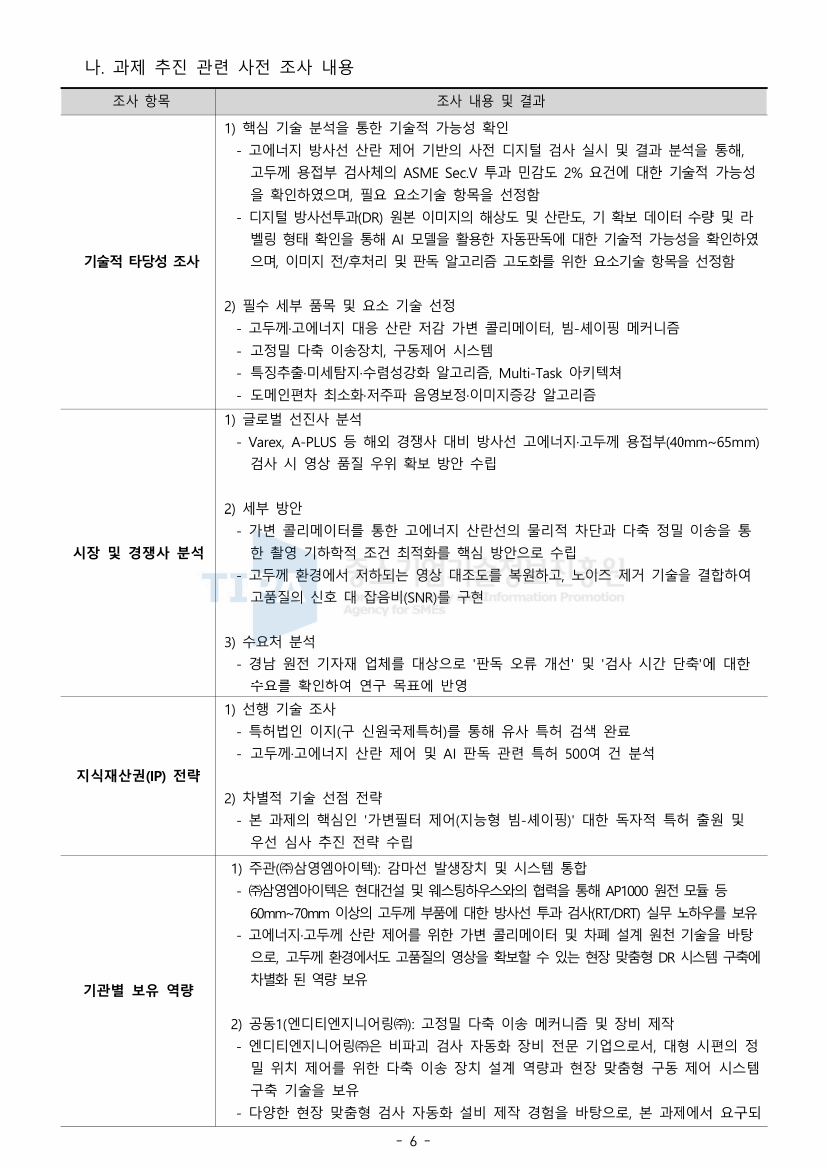 나. 과제 추진 관련 사전 조사 내용
조사 항목
조사 내용 및 결과
기술적 타당성 조사
1) 핵심 기술 분석을 통한 기술적 가능성 확인
- 고에너지 방사선 산란 제어 기반의 사전 디지털 검사 실시 및 결과 분석을 통해,
고두께 용접부 검사체의 ASME Sec.V 투과 민감도 2% 요건에 대한 기술적 가능성
을 확인하였으며, 필요 요소기술 항목을 선정함
- 디지털 방사선투과(DR) 원본 이미지의 해상도 및 산란도, 기 확보 데이터 수량 및 라
벨링 형태 확인을 통해 AI 모델을 활용한 자동판독에 대한 기술적 가능성을 확인하였
으며, 이미지 전/후처리 및 판독 알고리즘 고도화를 위한 요소기술 항목을 선정함
2) 필수 세부 품목 및 요소 기술 선정
- 고두께·고에너지 대응 산란 저감 가변 콜리메이터, 빔-셰이핑 메커니즘
- 고정밀 다축 이송장치, 구동제어 시스템
- 특징추출·미세탐지·수렴성강화 알고리즘, Multi-Task 아키텍쳐
- 도메인편차 최소화·저주파 음영보정·이미지증강 알고리즘
시장 및 경쟁사 분석
1) 글로벌 선진사 분석
- Varex, A-PLUS 등 해외 경쟁사 대비 방사선 고에너지·고두께 용접부(40mm~65mm)
검사 시 영상 품질 우위 확보 방안 수립
2) 세부 방안
- 가변 콜리메이터를 통한 고에너지 산란선의 물리적 차단과 다축 정밀 이송을 통
한 촬영 기하학적 조건 최적화를 핵심 방안으로 수립
- 고두께 환경에서 저하되는 영상 대조도를 복원하고, 노이즈 제거 기술을 결합하여
고품질의 신호 대 잡음비(SNR)를 구현
3) 수요처 분석
- 경남 원전 기자재 업체를 대상으로 '판독 오류 개선' 및 '검사 시간 단축'에 대한
수요를 확인하여 연구 목표에 반영
지식재산권(IP) 전략
1) 선행 기술 조사
- 특허법인 이지(구 신원국제특허)를 통해 유사 특허 검색 완료
- 고두께·고에너지 산란 제어 및 AI 판독 관련 특허 500여 건 분석
2) 차별적 기술 선점 전략
- 본 과제의 핵심인 '가변필터 제어(지능형 빔-셰이핑)' 대한 독자적 특허 출원 및
우선 심사 추진 전략 수립
기관별 보유 역량
1) 주관(㈜삼영엠아이텍): 감마선 발생장치 및 시스템 통합
- ㈜삼영엠아이텍은 현대건설 및 웨스팅하우스와의 협력을 통해 AP1000 원전 모듈 등
60mm~70mm 이상의 고두께 부품에 대한 방사선 투과 검사(RT/DRT) 실무 노하우를 보유
- 고에너지·고두께 산란 제어를 위한 가변 콜리메이터 및 차폐 설계 원천 기술을 바탕
으로, 고두께 환경에서도 고품질의 영상을 확보할 수 있는 현장 맞춤형 DR 시스템 구축에
차별화 된 역량 보유
2) 공동1(엔디티엔지니어링㈜): 고정밀 다축 이송 메커니즘 및 장비 제작
- 엔디티엔지니어링㈜은 비파괴 검사 자동화 장비 전문 기업으로서, 대형 시편의 정
밀 위치 제어를 위한 다축 이송 장치 설계 역량과 현장 맞춤형 구동 제어 시스템
구축 기술을 보유
- 다양한 현장 맞춤형 검사 자동화 설비 제작 경험을 바탕으로, 본 과제에서 요구되
TIPA 중소기업기술정보진흥원
Information Promotion
Agency for SMEs
- 6 -